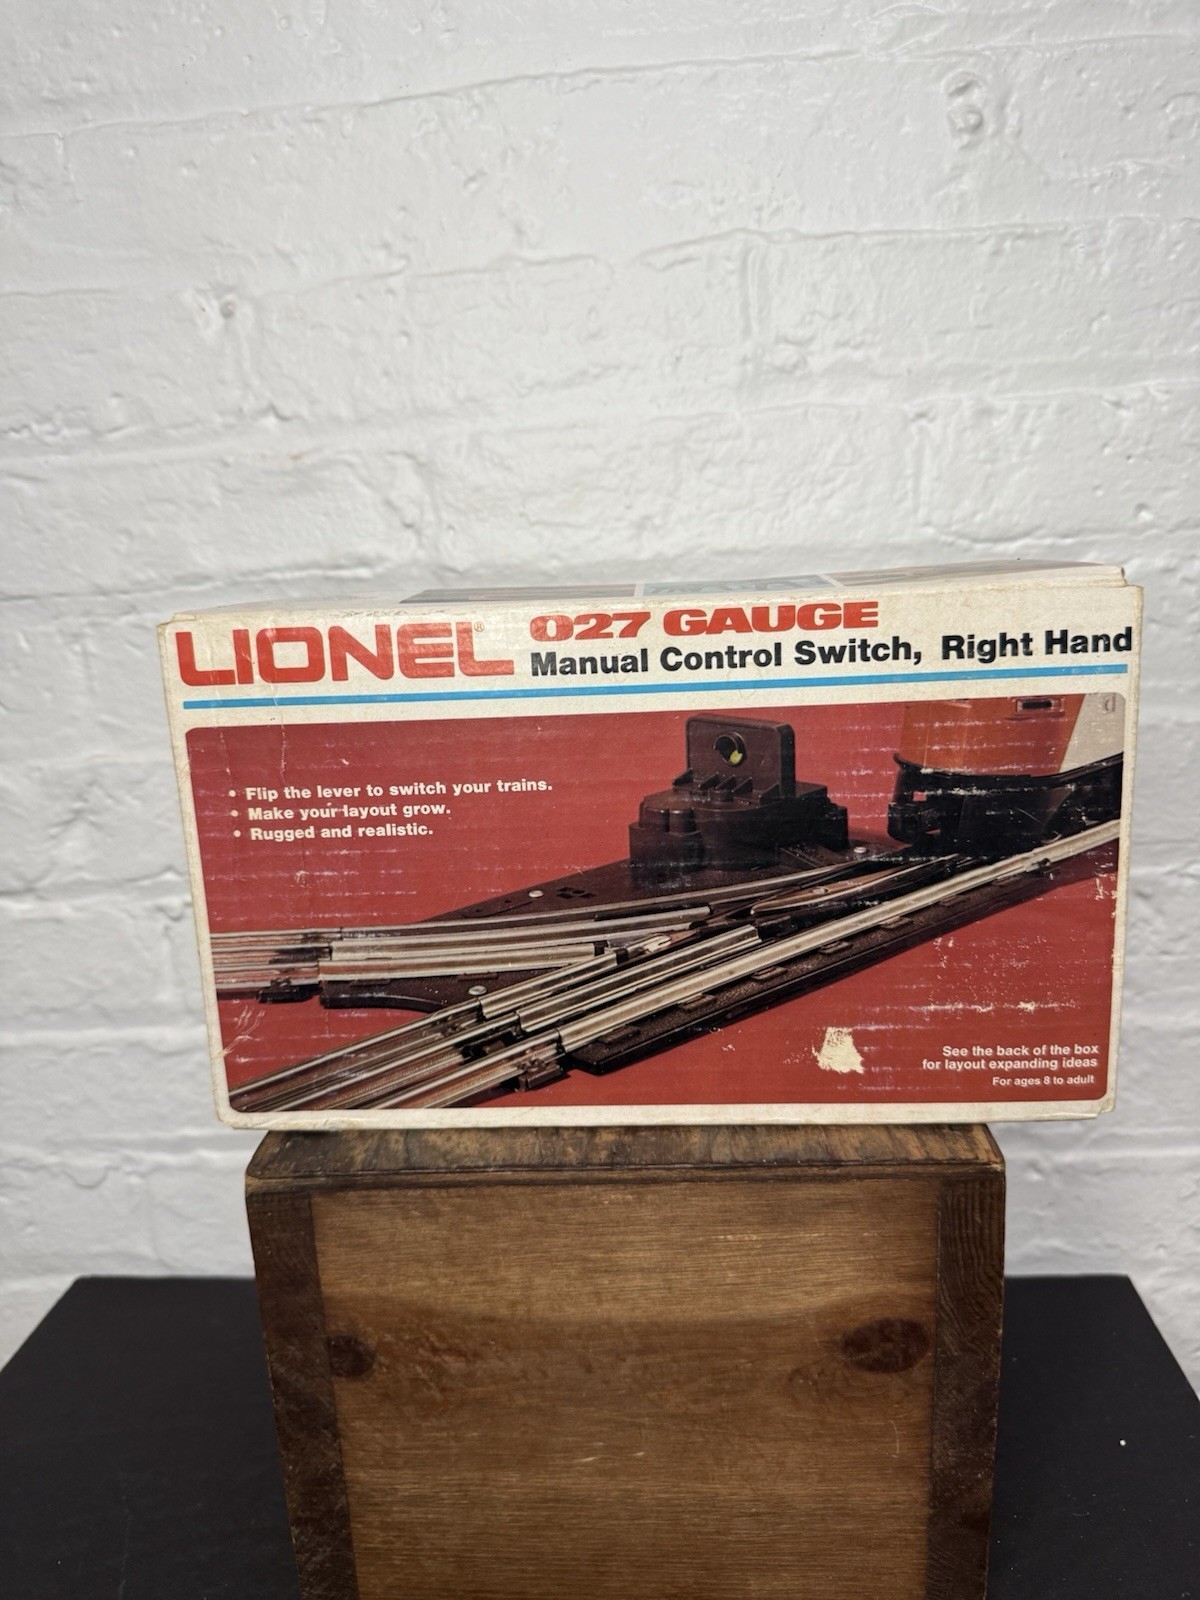 LIONEL®
027 GAUGE
Manual Control Switch, Right Hand
• Flip the lever to switch your trains.
• Make your layout grow.
• Rugged and realistic.
See the back of the box
for layout expanding ideas
For ages 8 to adult